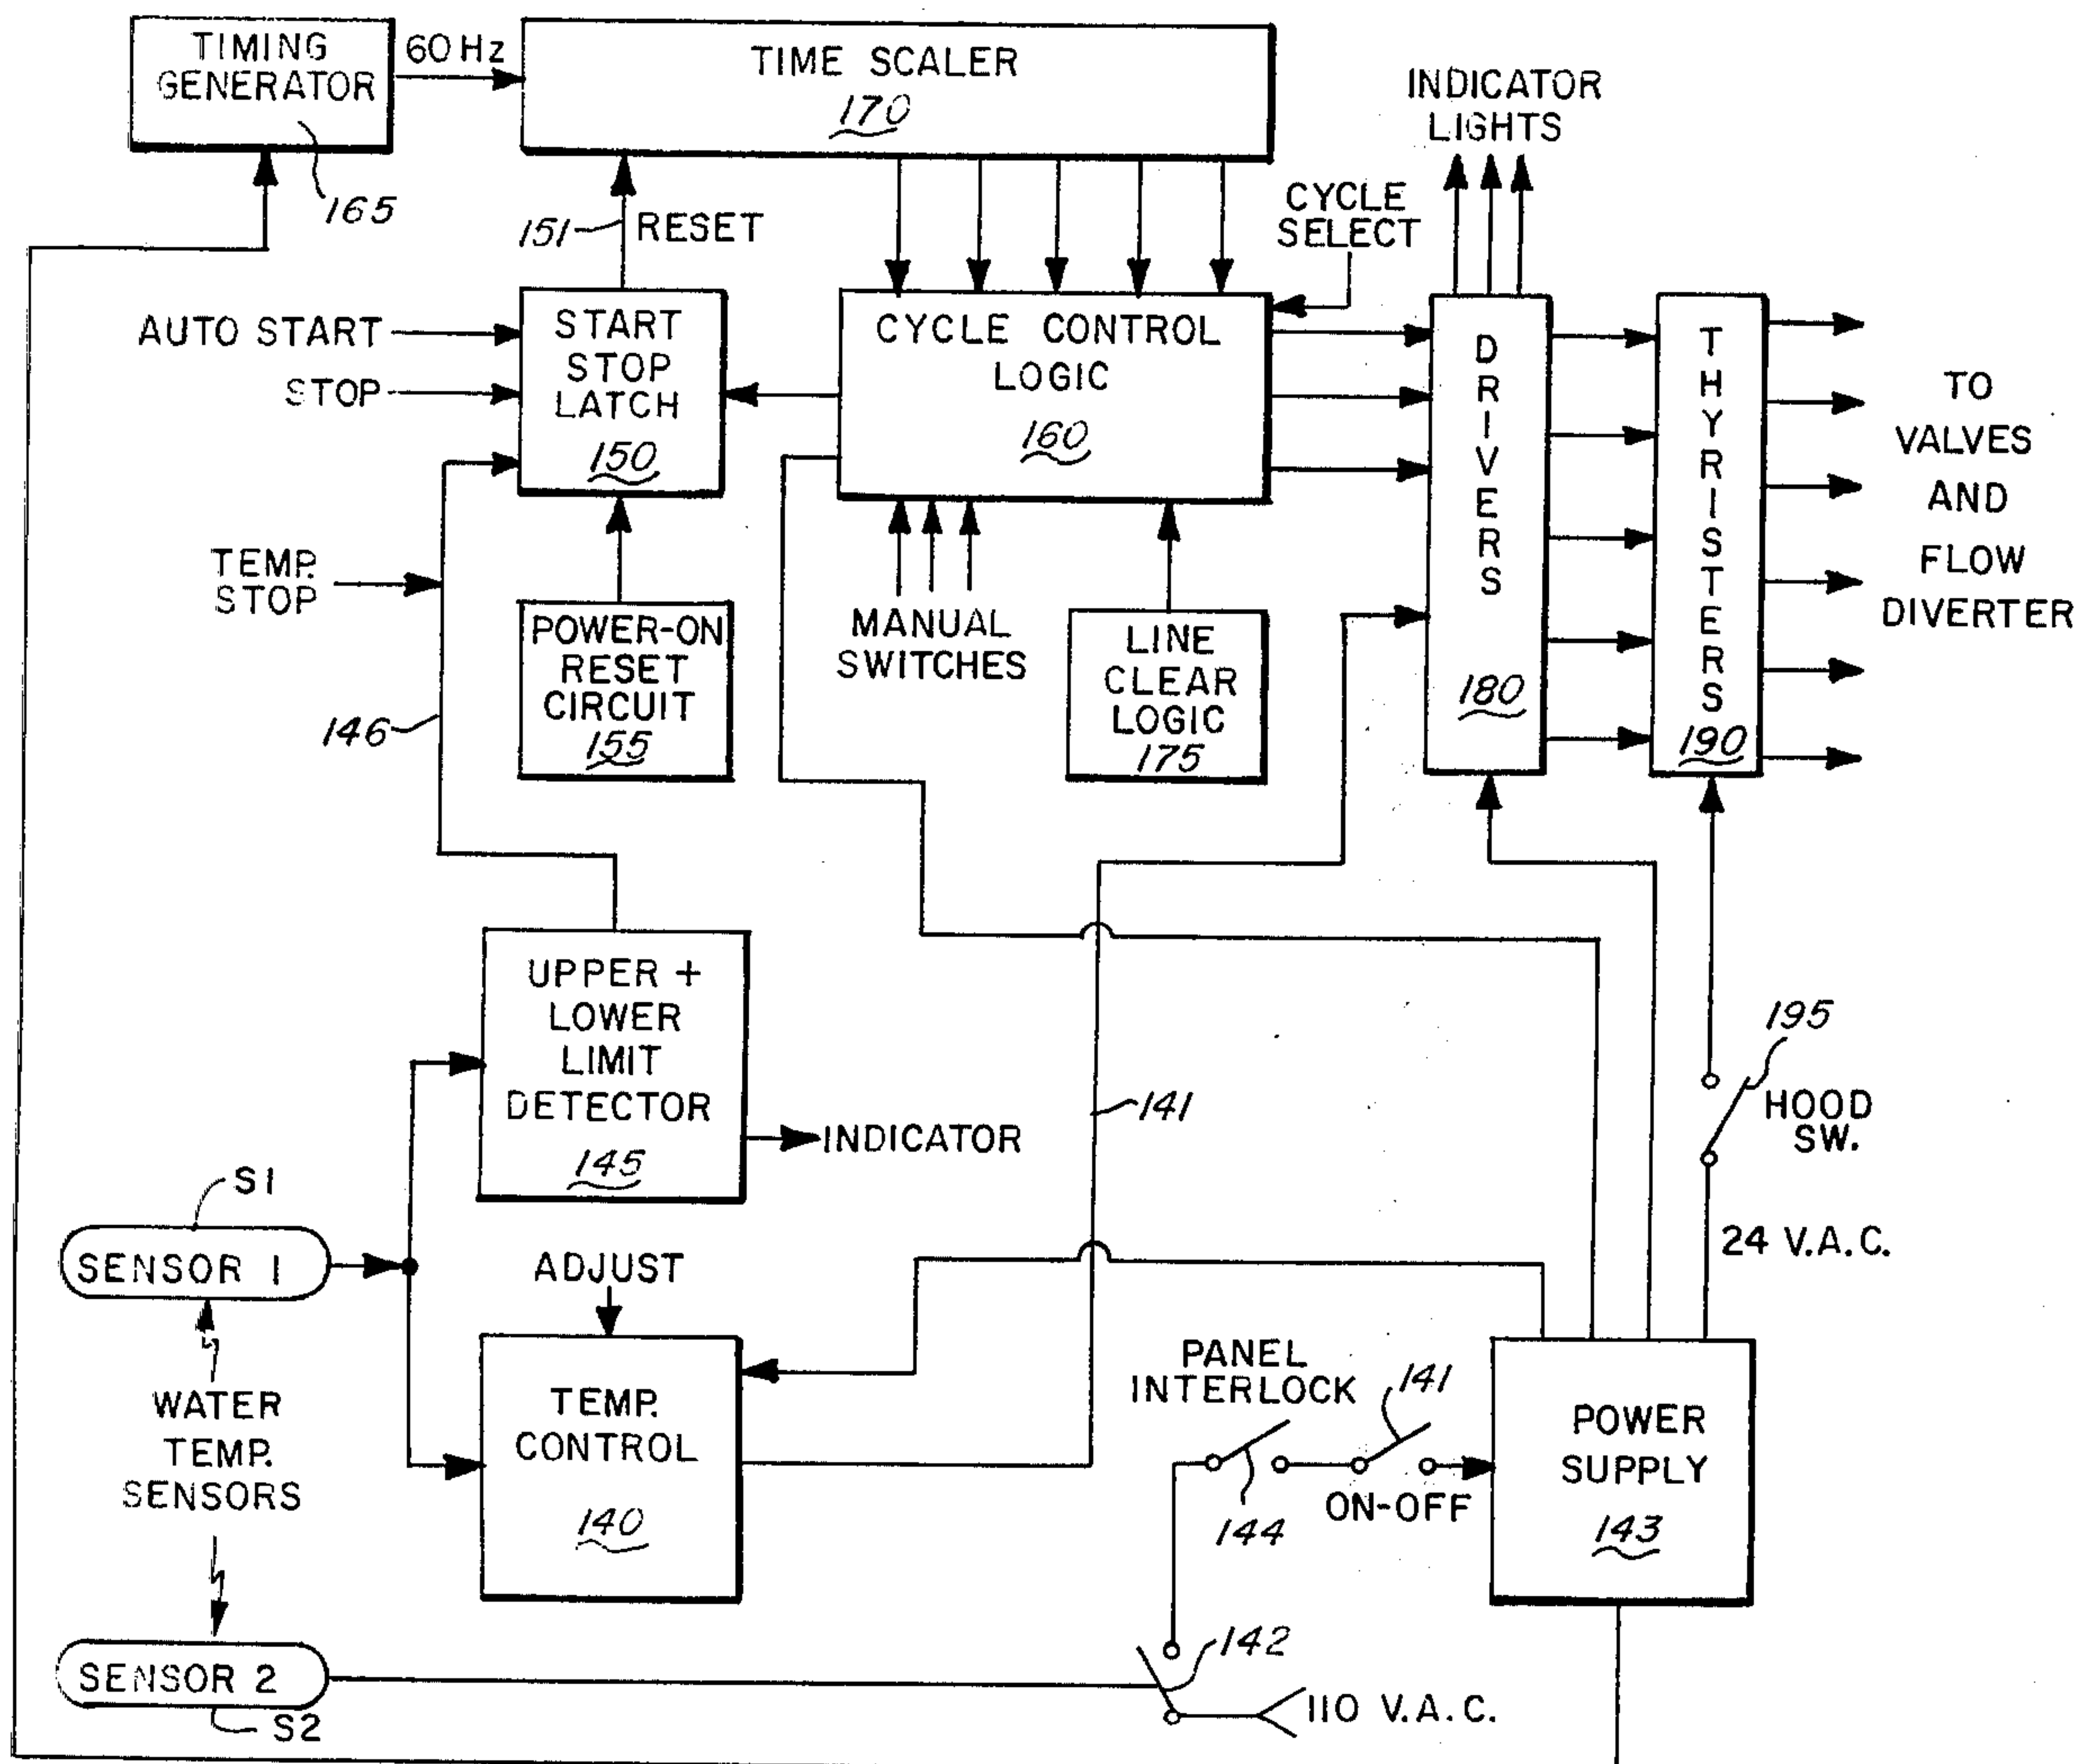 TIMING
GENERATOR
165
60 Hz
TIME SCALER
170
INDICATOR
LIGHTS
151
RESET
CYCLE
SELECT
AUTO START
STOP
START
STOP
LATCH
150
CYCLE CONTROL
LOGIC
160
DRIVERS
180
THYRISTERS
190
TO
VALVES
AND
FLOW
DIVERTER
TEMP.
STOP
146
POWER-ON
RESET
CIRCUIT
155
MANUAL
SWITCHES
LINE
CLEAR
LOGIC
175
UPPER +
LOWER
LIMIT
DETECTOR
145
INDICATOR
141
195
HOOD
SW.
24 V.A.C.
S1
SENSOR 1
ADJUST
WATER
TEMP.
SENSORS
TEMP.
CONTROL
140
PANEL
INTERLOCK
141
144
ON-OFF
POWER
SUPPLY
143
142
SENSOR 2
S2
110 V.A.C.